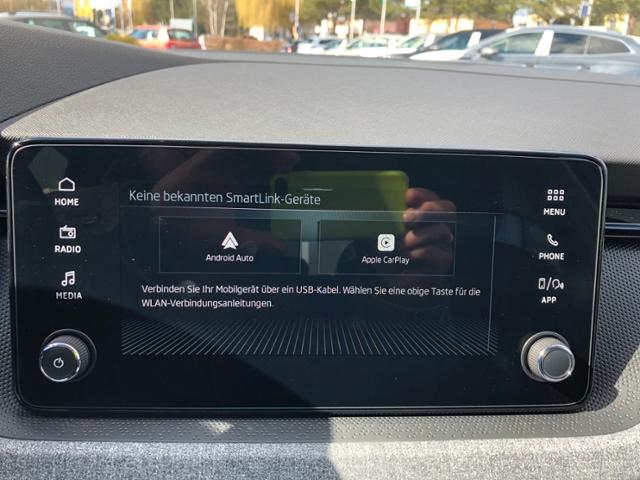 Keine bekannten SmartLink-Geräte
HOME
RADIO
MEDIA
Android Auto
Apple CarPlay
Verbinden Sie Ihr Mobilgerät über ein USB-Kabel. Wählen Sie eine obige Taste für die
WLAN-Verbindungsanleitungen.
MENU
PHONE
APP